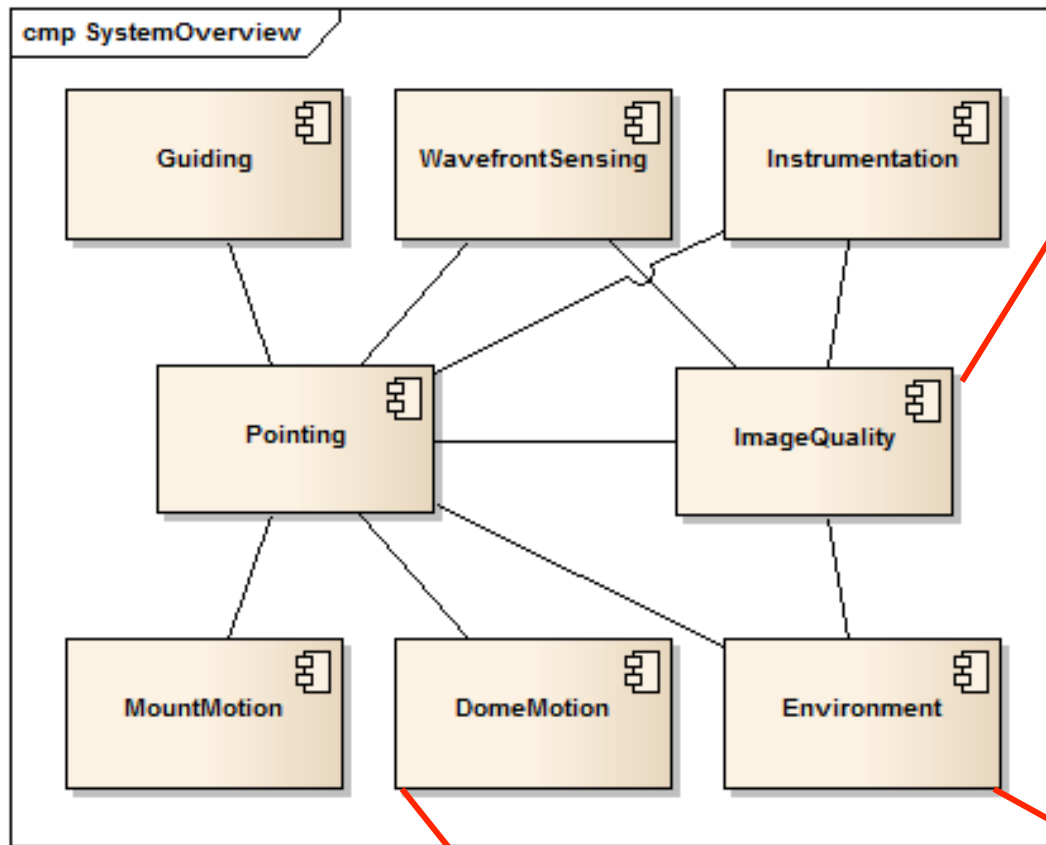 cmp SystemOverview
Guiding
WavefrontSensing
Instrumentation
Pointing
ImageQuality
MountMotion
DomeMotion
Environment